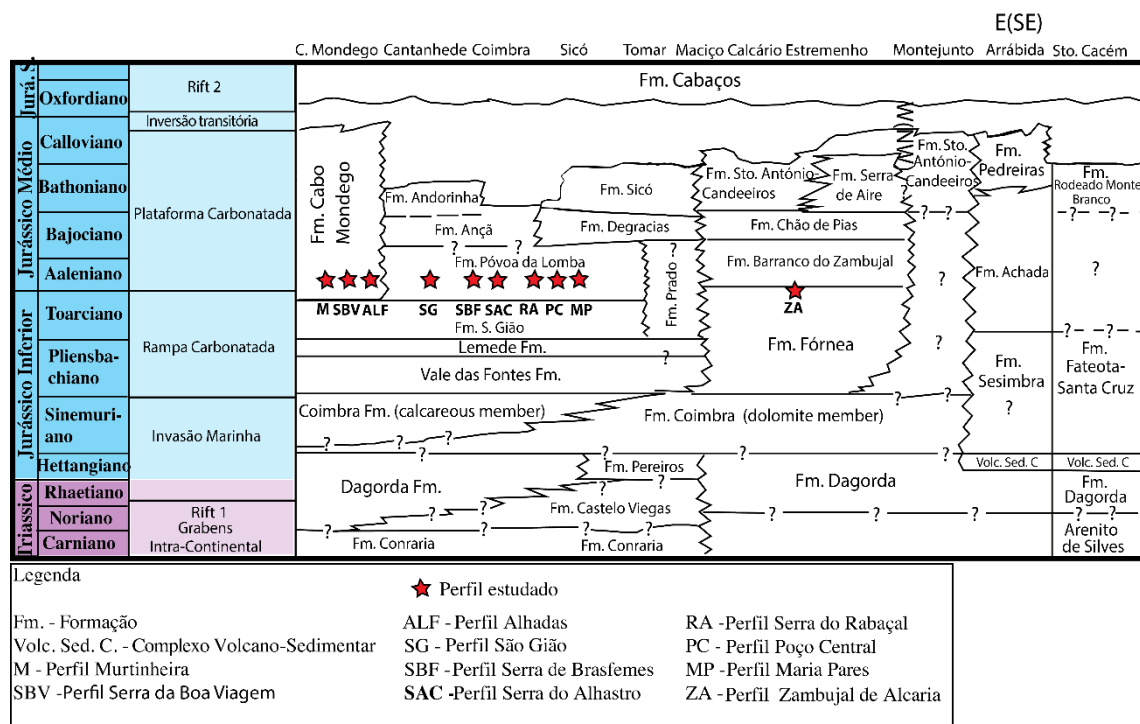 E(SE)
C. Mondego Cantanhede Coimbra Sicó Tomar Maciço Calcário Estremenho Montejunto Arrábida Sto. Cacém
Jurá. S.
Oxfordiano
Rift 2
Fm. Cabaços
Inversão transitória
Jurássico Médio
Calloviano
Bathoniano
Bajociano
Aaleniano
Plataforma Carbonatada
Fm. Cabo
Mondego
Fm. Andorinha
Fm. Ançã
? ?
Fm. Póvoa da Lomba
Fm. Sicó
Fm. Degracias
Fm. Prado
?
Fm. Sto. António-
Candeeiros
Fm. Serra
de Aire
?
Fm. Chão de Pias
Fm. Barranco do Zambujal
Fm. Sto.
António-
Candeeiros
? ?
?
Fm.
Pedreiras
Fm. Achada
Fm.
Rodeado Monte
Branco
? ?
?
M SBV ALF SG SBF SAC RA PC MP ZA
Jurássico Inferior
Toarciano
Pliensba-
chiano
Sinemuri-
ano
Hettangiano
Rampa Carbonatada
Invasão Marinha
Fm. S. Gião
Lemede Fm.
?
Vale das Fontes Fm.
Fm. Fórnea
?
Fm.
Sesimbra
?
? ?
Fm.
Fateota-
Santa Cruz
? ? ? ?
Coimbra Fm. (calcareous member)
Fm. Coimbra (dolomite member)
? ? ? ?
? ? ? ? ? ?
Volc. Sed. C
Volc. Sed. C
Triassico
Rhaetiano
Noriano
Carniano
Rift 1
Grabens
Intra-Continental
Dagorda Fm.
Fm. Pereiros
Fm. Castelo Viegas
Fm. Dagorda
Fm.
Dagorda
? ? ? ?
? ? ? ?
? ?
? ? ? ?
Fm. Conraria
Fm. Conraria
Arenito
de Silves
Legenda
Perfil estudado
Fm. - Formação
Volc. Sed. C. - Complexo Volcano-Sedimentar
M - Perfil Murtinheira
SBV -Perfil Serra da Boa Viagem
ALF - Perfil Alhadas
SG - Perfil São Gião
SBF - Perfil Serra de Brasfemes
SAC -Perfil Serra do Alhastro
RA -Perfil Serra do Rabaçal
PC - Perfil Poço Central
MP - Perfil Maria Pares
ZA -Perfil Zambujal de Alcaria